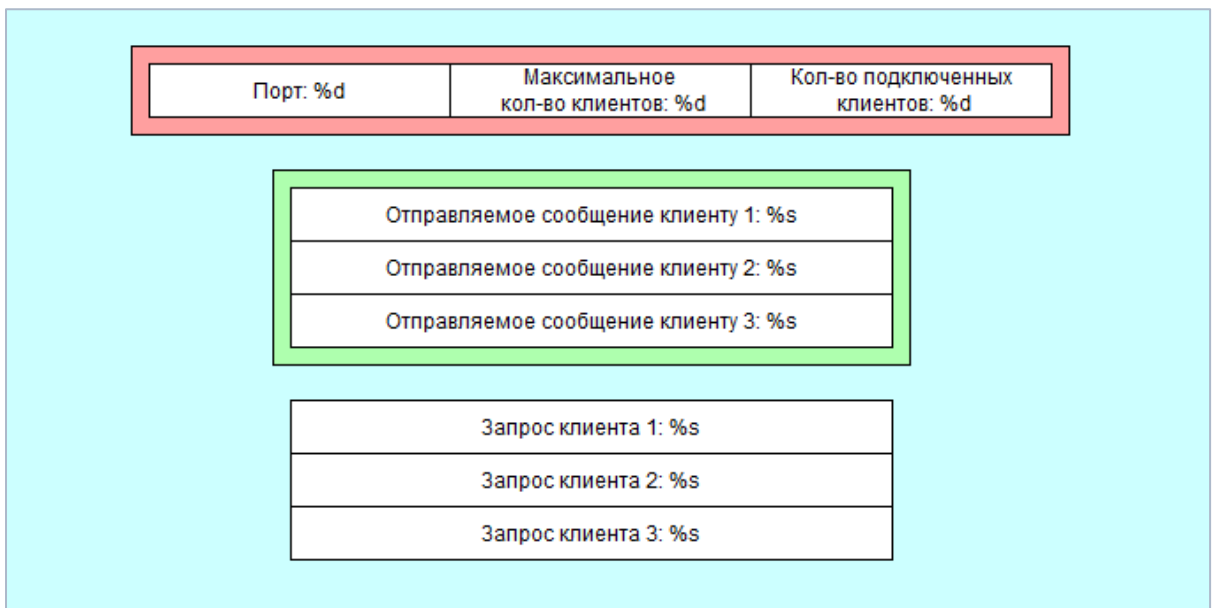 Порт: %d
Максимальное
кол-во клиентов: %d
Кол-во подключенных
клиентов: %d
Отправляемое сообщение клиенту 1: %s
Отправляемое сообщение клиенту 2: %s
Отправляемое сообщение клиенту 3: %s
Запрос клиента 1: %s
Запрос клиента 2: %s
Запрос клиента 3: %s